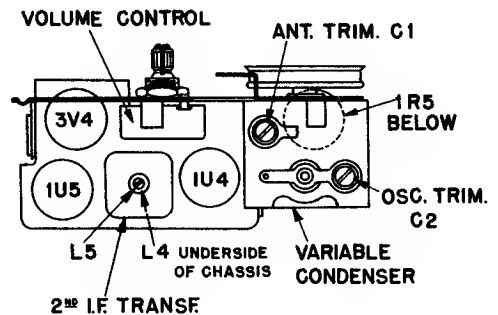 VOLUME CONTROL
ANT. TRIM. C1
3V4
1R5
BELOW
1U5
1U4
OSC. TRIM.
C2
L5
L4 UNDERSIDE
OF CHASSIS
VARIABLE
CONDENSER
2ND I.F. TRANSF.